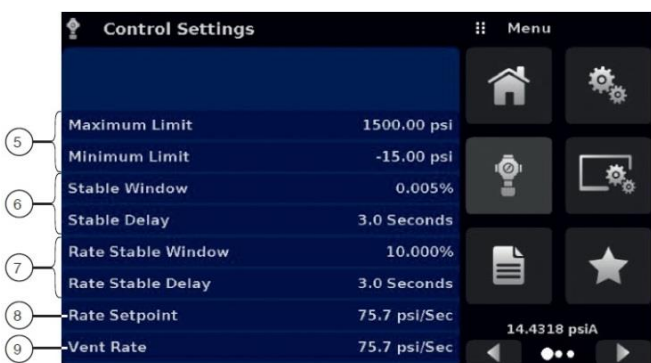 Control Settings
Menu
5
Maximum Limit 1500.00 psi
Minimum Limit -15.00 psi
6
Stable Window 0.005%
Stable Delay 3.0 Seconds
7
Rate Stable Window 10.000%
Rate Stable Delay 3.0 Seconds
8 Rate Setpoint 75.7 psi/Sec
9 Vent Rate 75.7 psi/Sec
14.4318 psiA